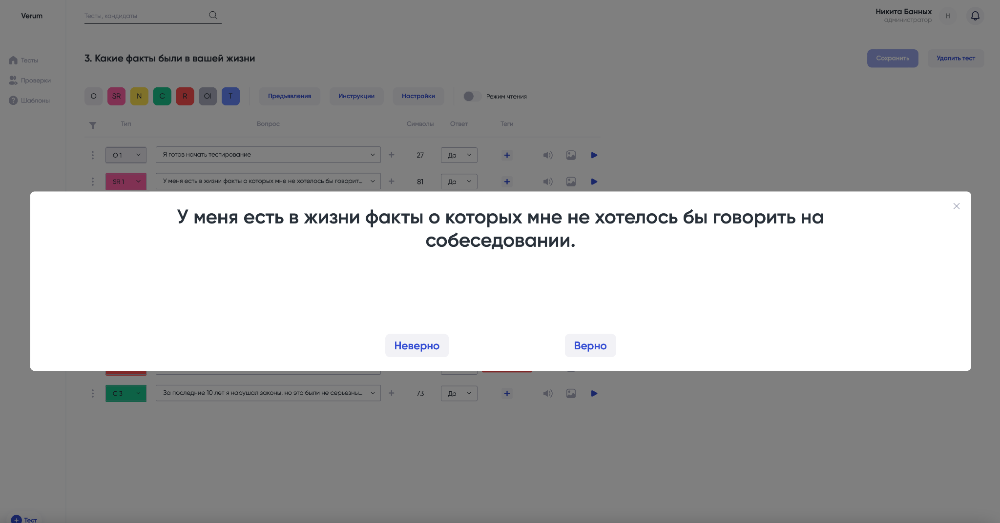 Verum
Тесты, кандидаты
Никита Банных
администратор
Н
Тесты
Проверки
Шаблоны
3. Какие факты были в вашей жизни
Сохранить
Удалить тест
O SR N C R OI T Предъявления Инструкции Настройки Режим чтения
Тип Вопрос Символы Ответ Теги
O 1 Я готов начать тестирование 27 Да
SR 1 У меня есть в жизни факты о которых мне не хотелось бы говорит... 81 Да
У меня есть в жизни факты о которых мне не хотелось бы говорить на
собеседовании.
Неверно Верно
C 3 За последние 10 лет я нарушал законы, но это были не серьезны... 73 Да
Тест